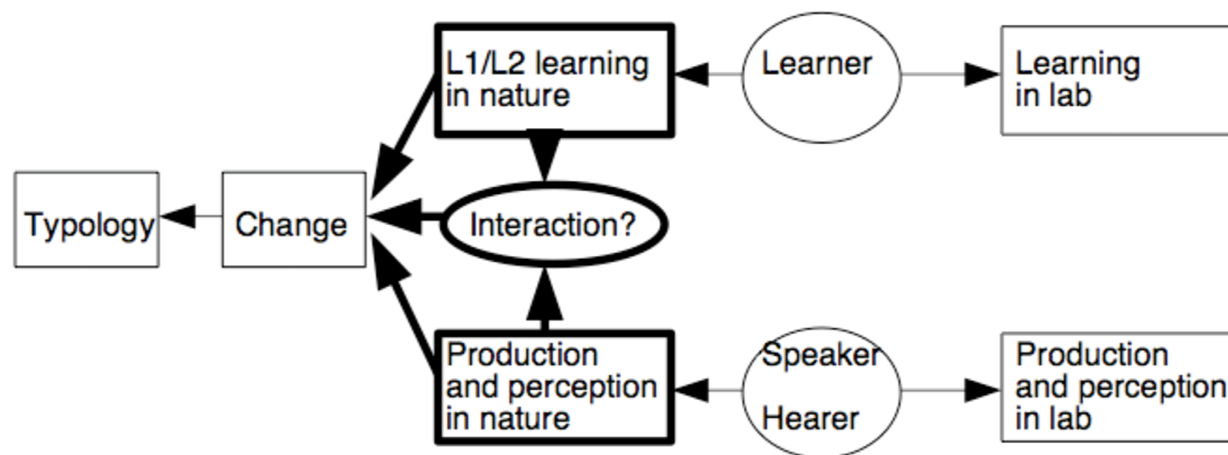 L1/L2 learning
in nature
Learner
Learning
in lab
Typology
Change
Interaction?
Production
and perception
in nature
Speaker
Hearer
Production
and perception
in lab